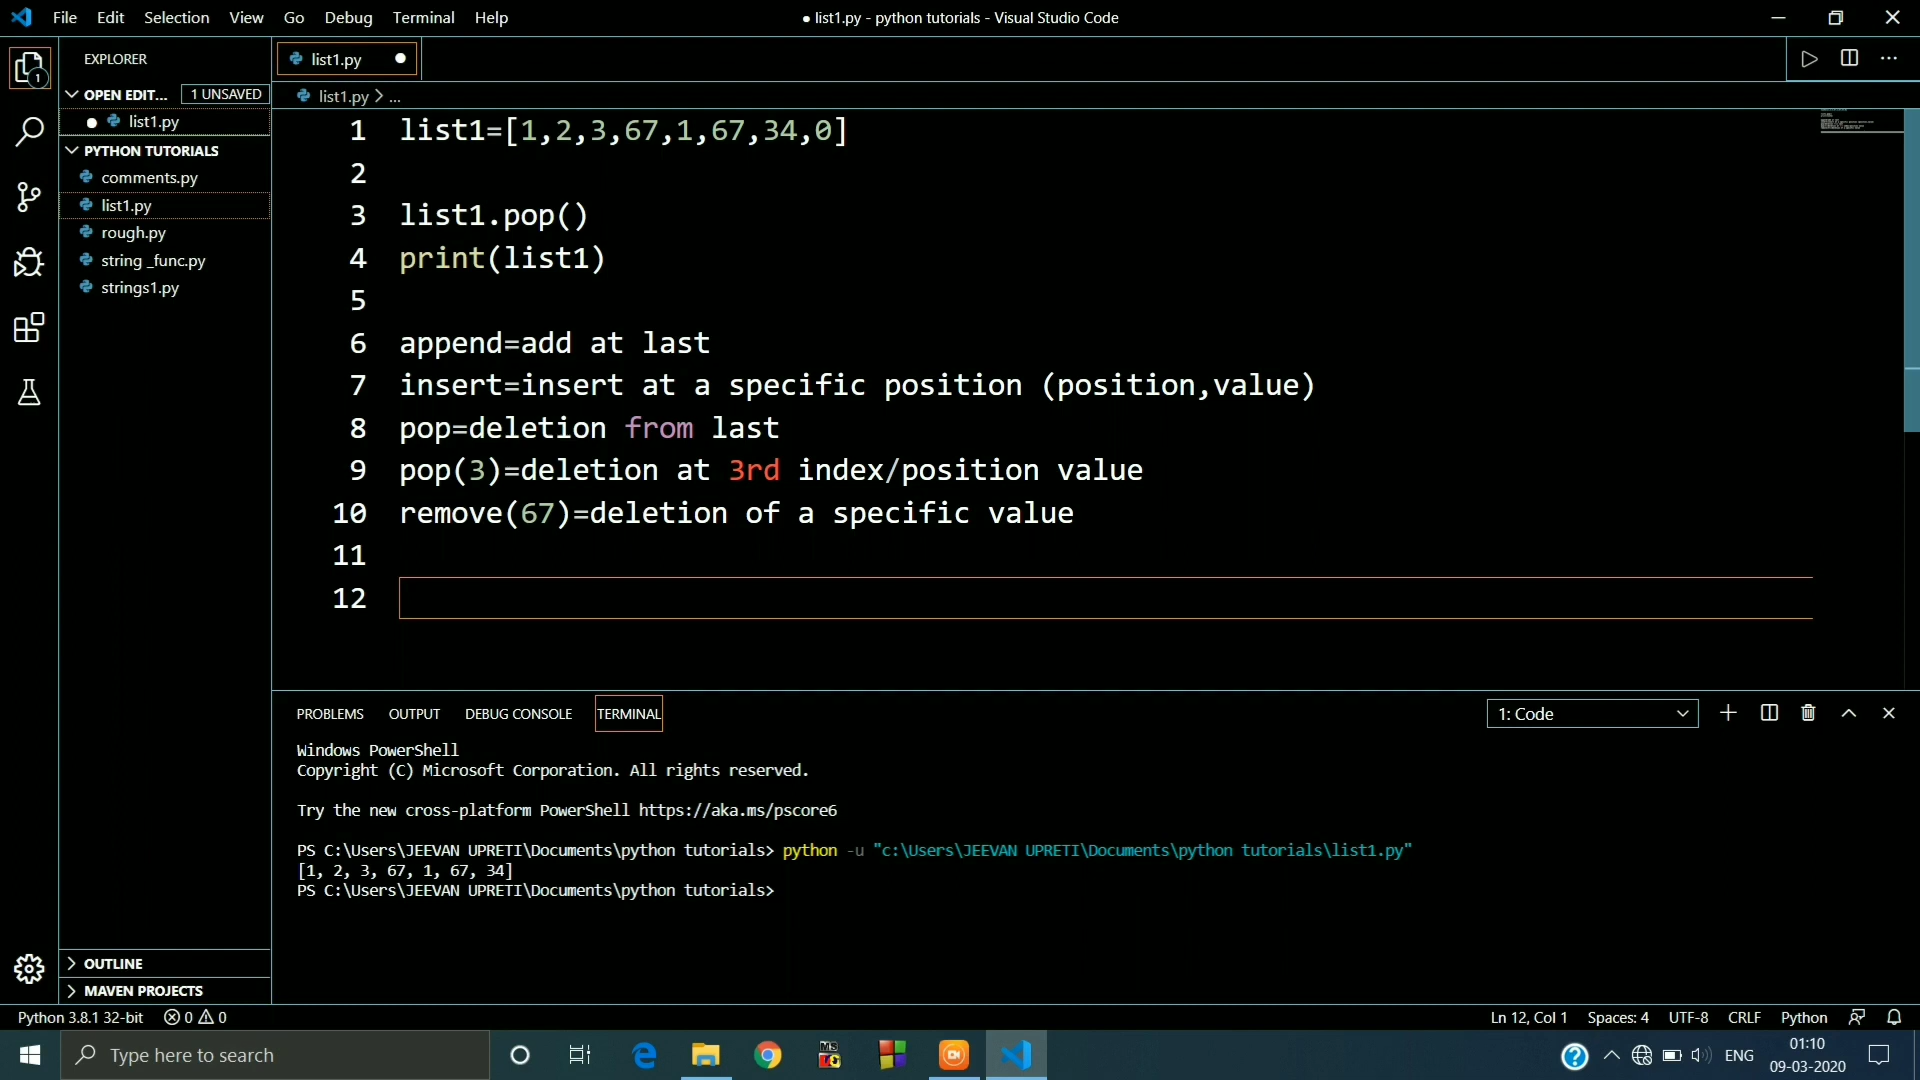 File Edit Selection View Go Debug Terminal Help
● list1.py - python tutorials - Visual Studio Code
EXPLORER
OPEN EDIT... 1 UNSAVED
● list1.py
PYTHON TUTORIALS
comments.py
list1.py
rough.py
string _func.py
strings1.py
OUTLINE
MAVEN PROJECTS
1
list1.py ●
list1.py > ...
1 list1=[1,2,3,67,1,67,34,0]
2
3 list1.pop()
4 print(list1)
5
6 append=add at last
7 insert=insert at a specific position (position,value)
8 pop=deletion from last
9 pop(3)=deletion at 3rd index/position value
10 remove(67)=deletion of a specific value
11
12
PROBLEMS OUTPUT DEBUG CONSOLE TERMINAL
1: Code
Windows PowerShell
Copyright (C) Microsoft Corporation. All rights reserved.
Try the new cross-platform PowerShell https://aka.ms/pscore6
PS C:\Users\JEEVAN UPRETI\Documents\python tutorials> python -u "c:\Users\JEEVAN UPRETI\Documents\python tutorials\list1.py"
[1, 2, 3, 67, 1, 67, 34]
PS C:\Users\JEEVAN UPRETI\Documents\python tutorials>
Python 3.8.1 32-bit 0 0
Ln 12, Col 1 Spaces: 4 UTF-8 CRLF Python
Type here to search
ENG
01:10
09-03-2020